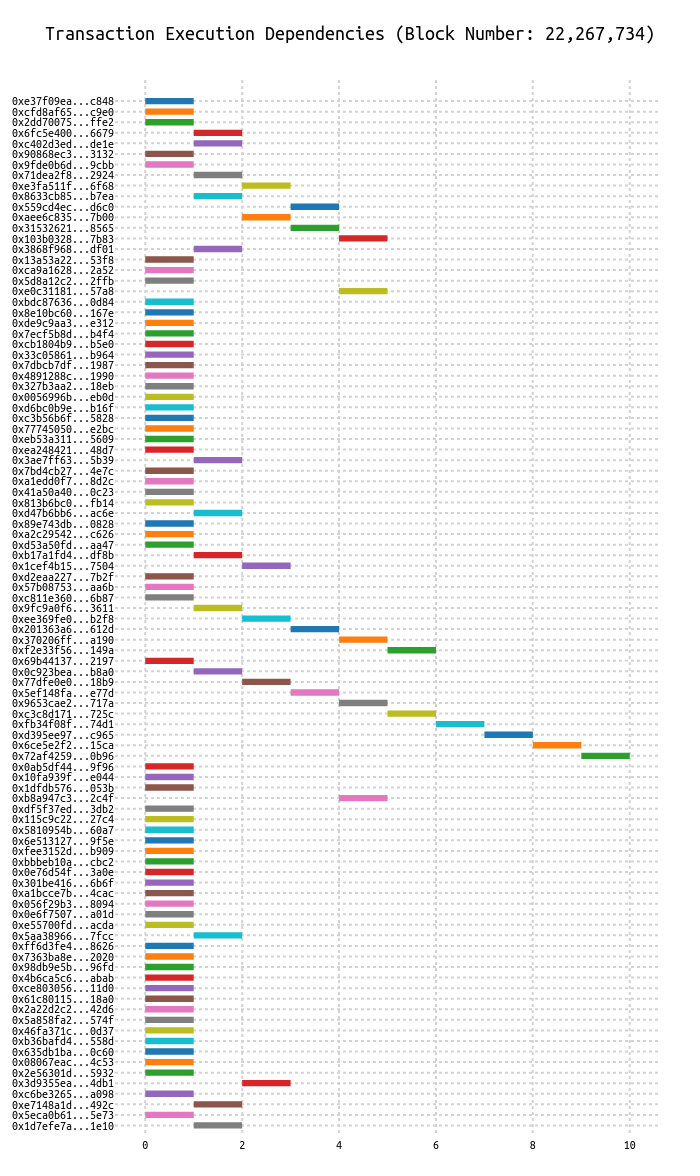 Transaction Execution Dependencies (Block Number: 22,267,734)
0xe37f09ea...c848
0xcfd8af65...c9e0
0x2dd70075...ffe2
0x6fc5e400...6679
0xc402d3ed...de1e
0x90868ec3...3132
0x9fde0b6d...9cbb
0x71dea2f8...2924
0xe3fa511f...6f68
0x8633cb85...b7ea
0x559cd4ec...d6c0
0xaee6c835...7b00
0x31532621...8565
0x103b0328...7b83
0x3868f968...df01
0x13a53a22...53f8
0xca9a1628...2a52
0x5d8a12c2...2ffb
0xe0c31181...57a8
0xbdc87636...0d84
0x8e10bc60...167e
0xde9c9aa3...e312
0x7ecf5b8d...b4f4
0xcb1804b9...b5e0
0x33c05861...b964
0x7dbcb7df...1987
0x4891288c...1990
0x327b3aa2...18eb
0x0056996b...eb0d
0xd6bc0b9e...b16f
0xc3b56b6f...5828
0x77745050...e2bc
0xeb53a311...5609
0xea248421...48d7
0x3ae7ff63...5b39
0x7bd4cb27...4e7c
0xa1edd0f7...8d2c
0x41a50a40...0c23
0x813b6bc0...fb14
0xd47b6bb6...ac6e
0x89e743db...0828
0xa2c29542...c626
0xd53a50fd...aa47
0xb17a1fd4...df8b
0x1cef4b15...7504
0xd2eaa227...7b2f
0x57b08753...aa6b
0xc811e360...6b87
0x9fc9a0f6...3611
0xee369fe0...b2f8
0x201363a6...612d
0x370206ff...a190
0xf2e33f56...149a
0x69b44137...2197
0x0c923bea...b8a0
0x77dfe0e0...18b9
0x5ef148fa...e77d
0x9653cae2...717a
0xc3c8d171...725c
0xfb34f08f...74d1
0xd395ee97...c965
0x6ce5e2f2...15ca
0x72af4259...0b96
0x0ab5df44...9f96
0x10fa939f...e044
0x1dfdb576...053b
0xb8a947c3...2c4f
0xdf5f37ed...3db2
0x115c9c22...27c4
0x5810954b...60a7
0x6e513127...9f5e
0xfee3152d...b909
0xbbbeb10a...cbc2
0x0e76d54f...3a0e
0x301be416...6b6f
0xa1bcce7b...4cac
0x056f29b3...8094
0x0e6f7507...a01d
0xe55700fd...acda
0x5aa38966...7fcc
0xff6d3fe4...8626
0x7363ba8e...2020
0x98db9e5b...96fd
0x4b6ca5c6...abab
0xce803056...11d0
0x61c80115...18a0
0x2a22d2c2...42d6
0x5a858fa2...574f
0x46fa371c...0d37
0xb36bafd4...558d
0x635db1ba...0c60
0x08067eac...4c53
0x2e56301d...5932
0x3d9355ea...4db1
0xc6be3265...a098
0xe7148a1d...492c
0x5eca0b61...5e73
0x1d7efe7a...1e10
0 2 4 6 8 10